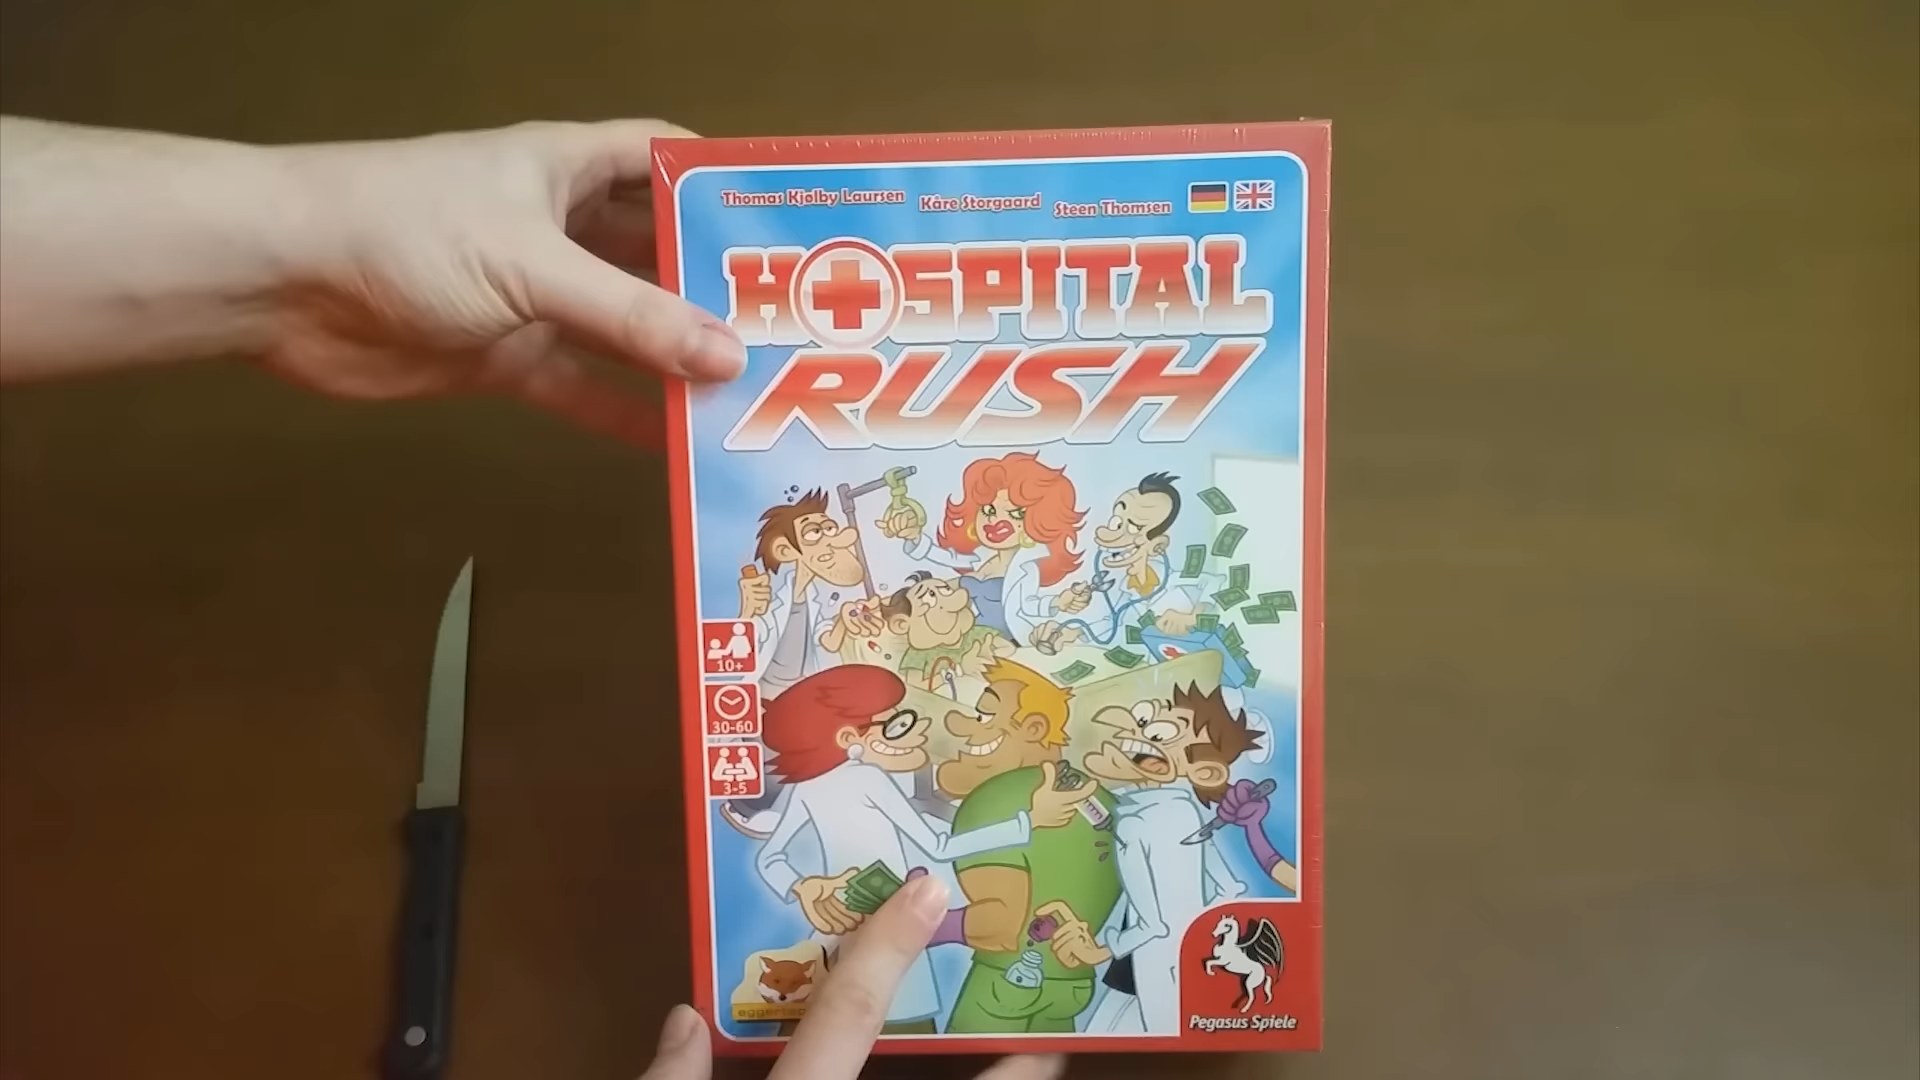 Thomas Kjølby Laursen Kåre Storgaard Steen Thomsen
HOSPITAL
RUSH
10+
30-60
3-5
Pegasus Spiele